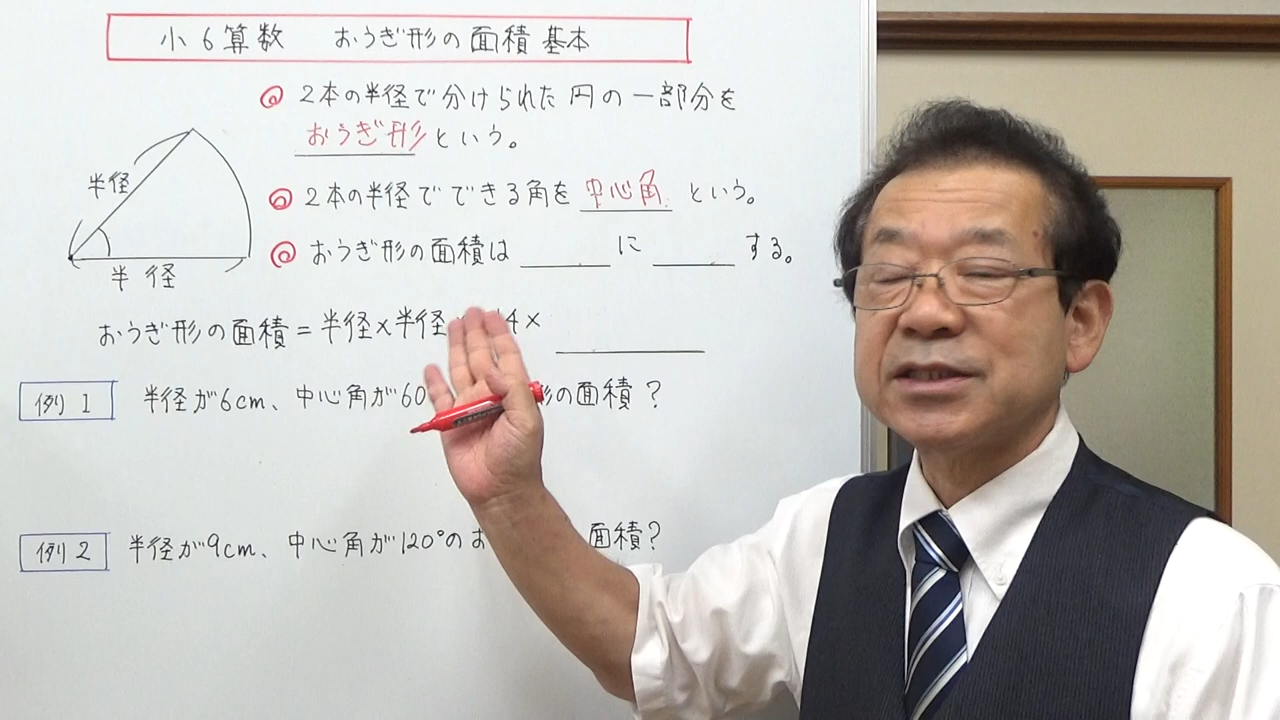 小6算数 おうぎ形の面積 基本
◎ 2本の半径で分けられた円の一部分を
おうぎ形という。
半径
◎ 2本の半径でできる角を 中心角 という。
◎ おうぎ形の面積は に する。
半径
おうぎ形の面積=半径×半径 4×
例1 半径が6cm、中心角が60 形の面積?
例2 半径が9cm、中心角が120°のお 面積?